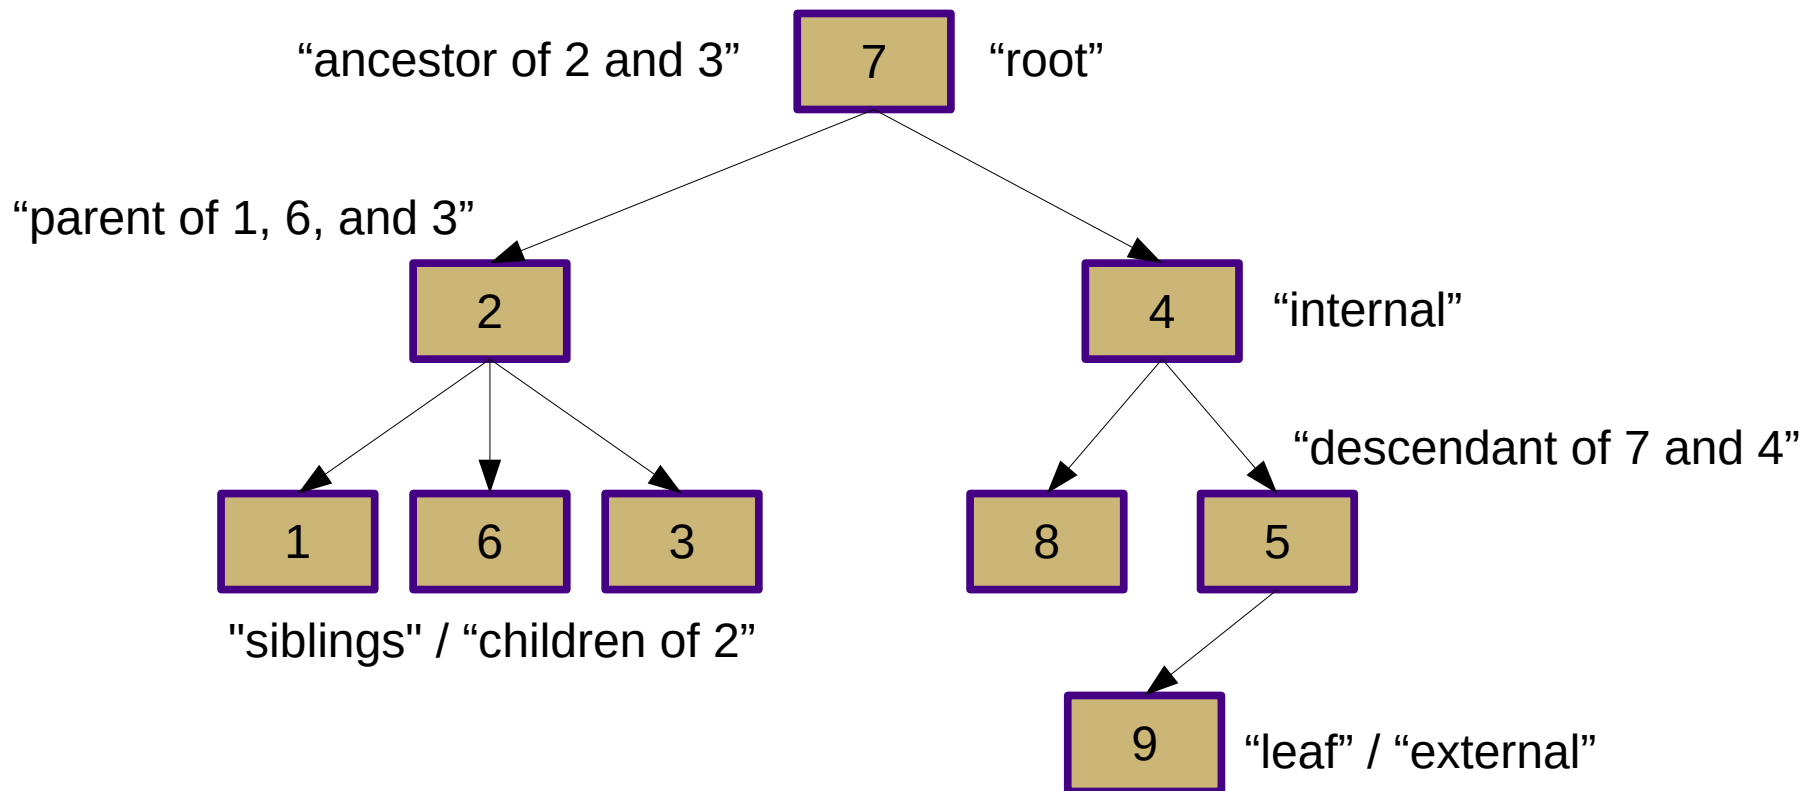 “ancestor of 2 and 3” 7 “root”
“parent of 1, 6, and 3”
2 4 “internal”
“descendant of 7 and 4”
1 6 3 8 5
"siblings" / “children of 2”
9 “leaf” / “external”